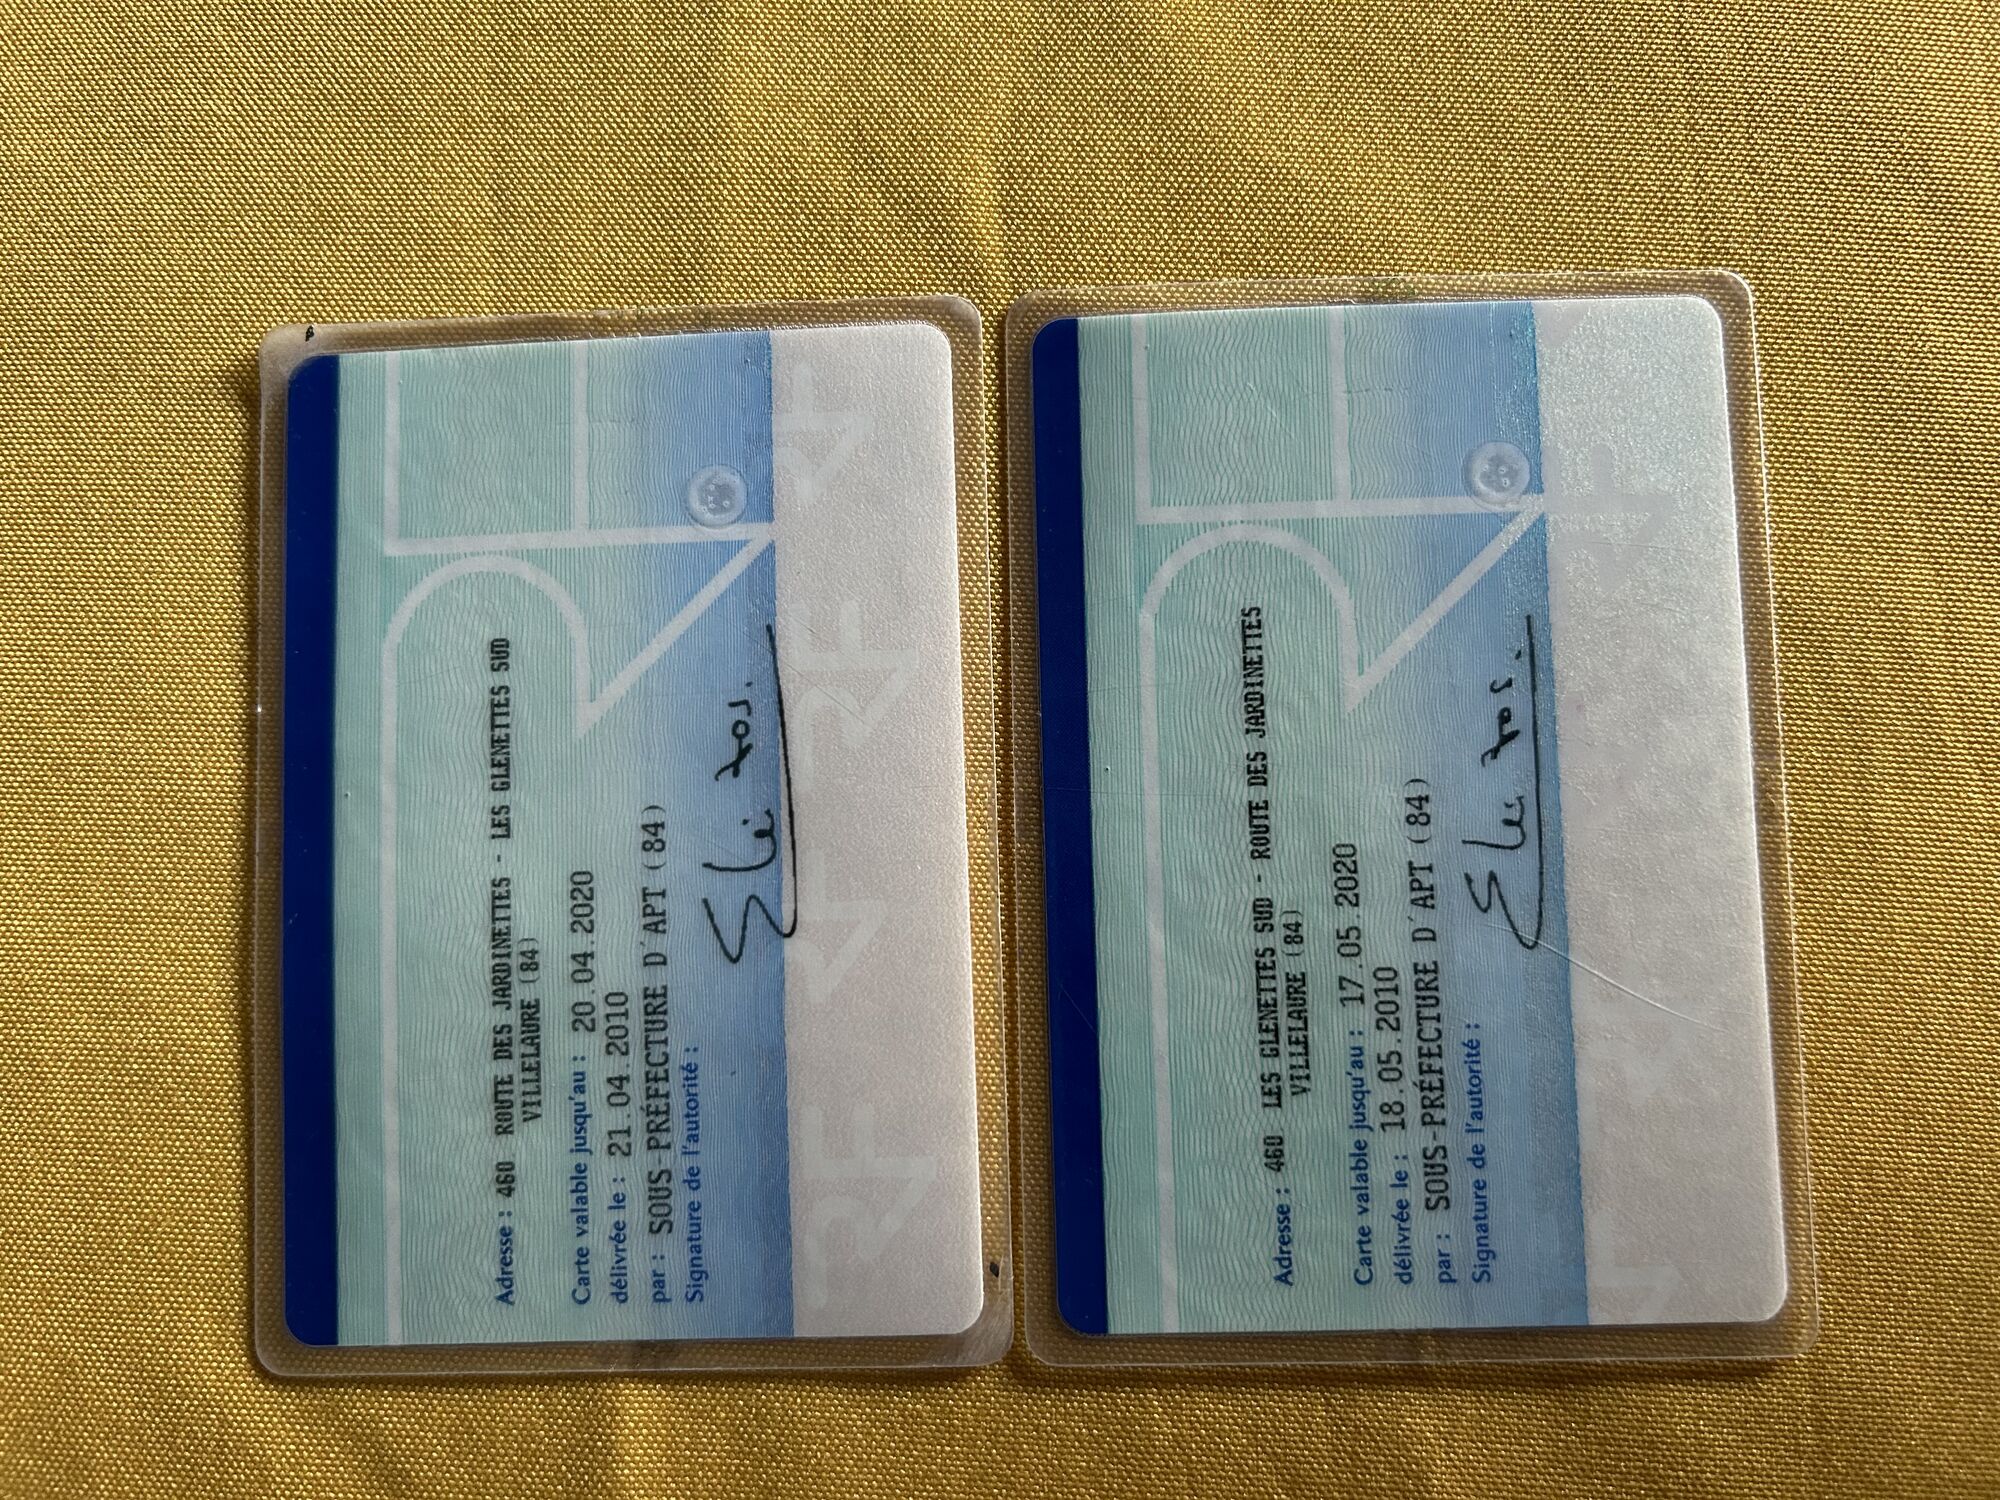 Adresse : 460 ROUTE DES JARDINETTES - LES GLENETTES SUD
VILLELAURE (84)
Carte valable jusqu'au : 20.04.2020
délivrée le : 21.04.2010
par : SOUS-PRÉFECTURE D'APT (84)
Signature de l'autorité :
RF
Adresse : 460 LES GLENETTES SUD - ROUTE DES JARDINETTES
VILLELAURE (84)
Carte valable jusqu'au : 17.05.2020
délivrée le : 18.05.2010
par : SOUS-PRÉFECTURE D'APT (84)
Signature de l'autorité :
RF